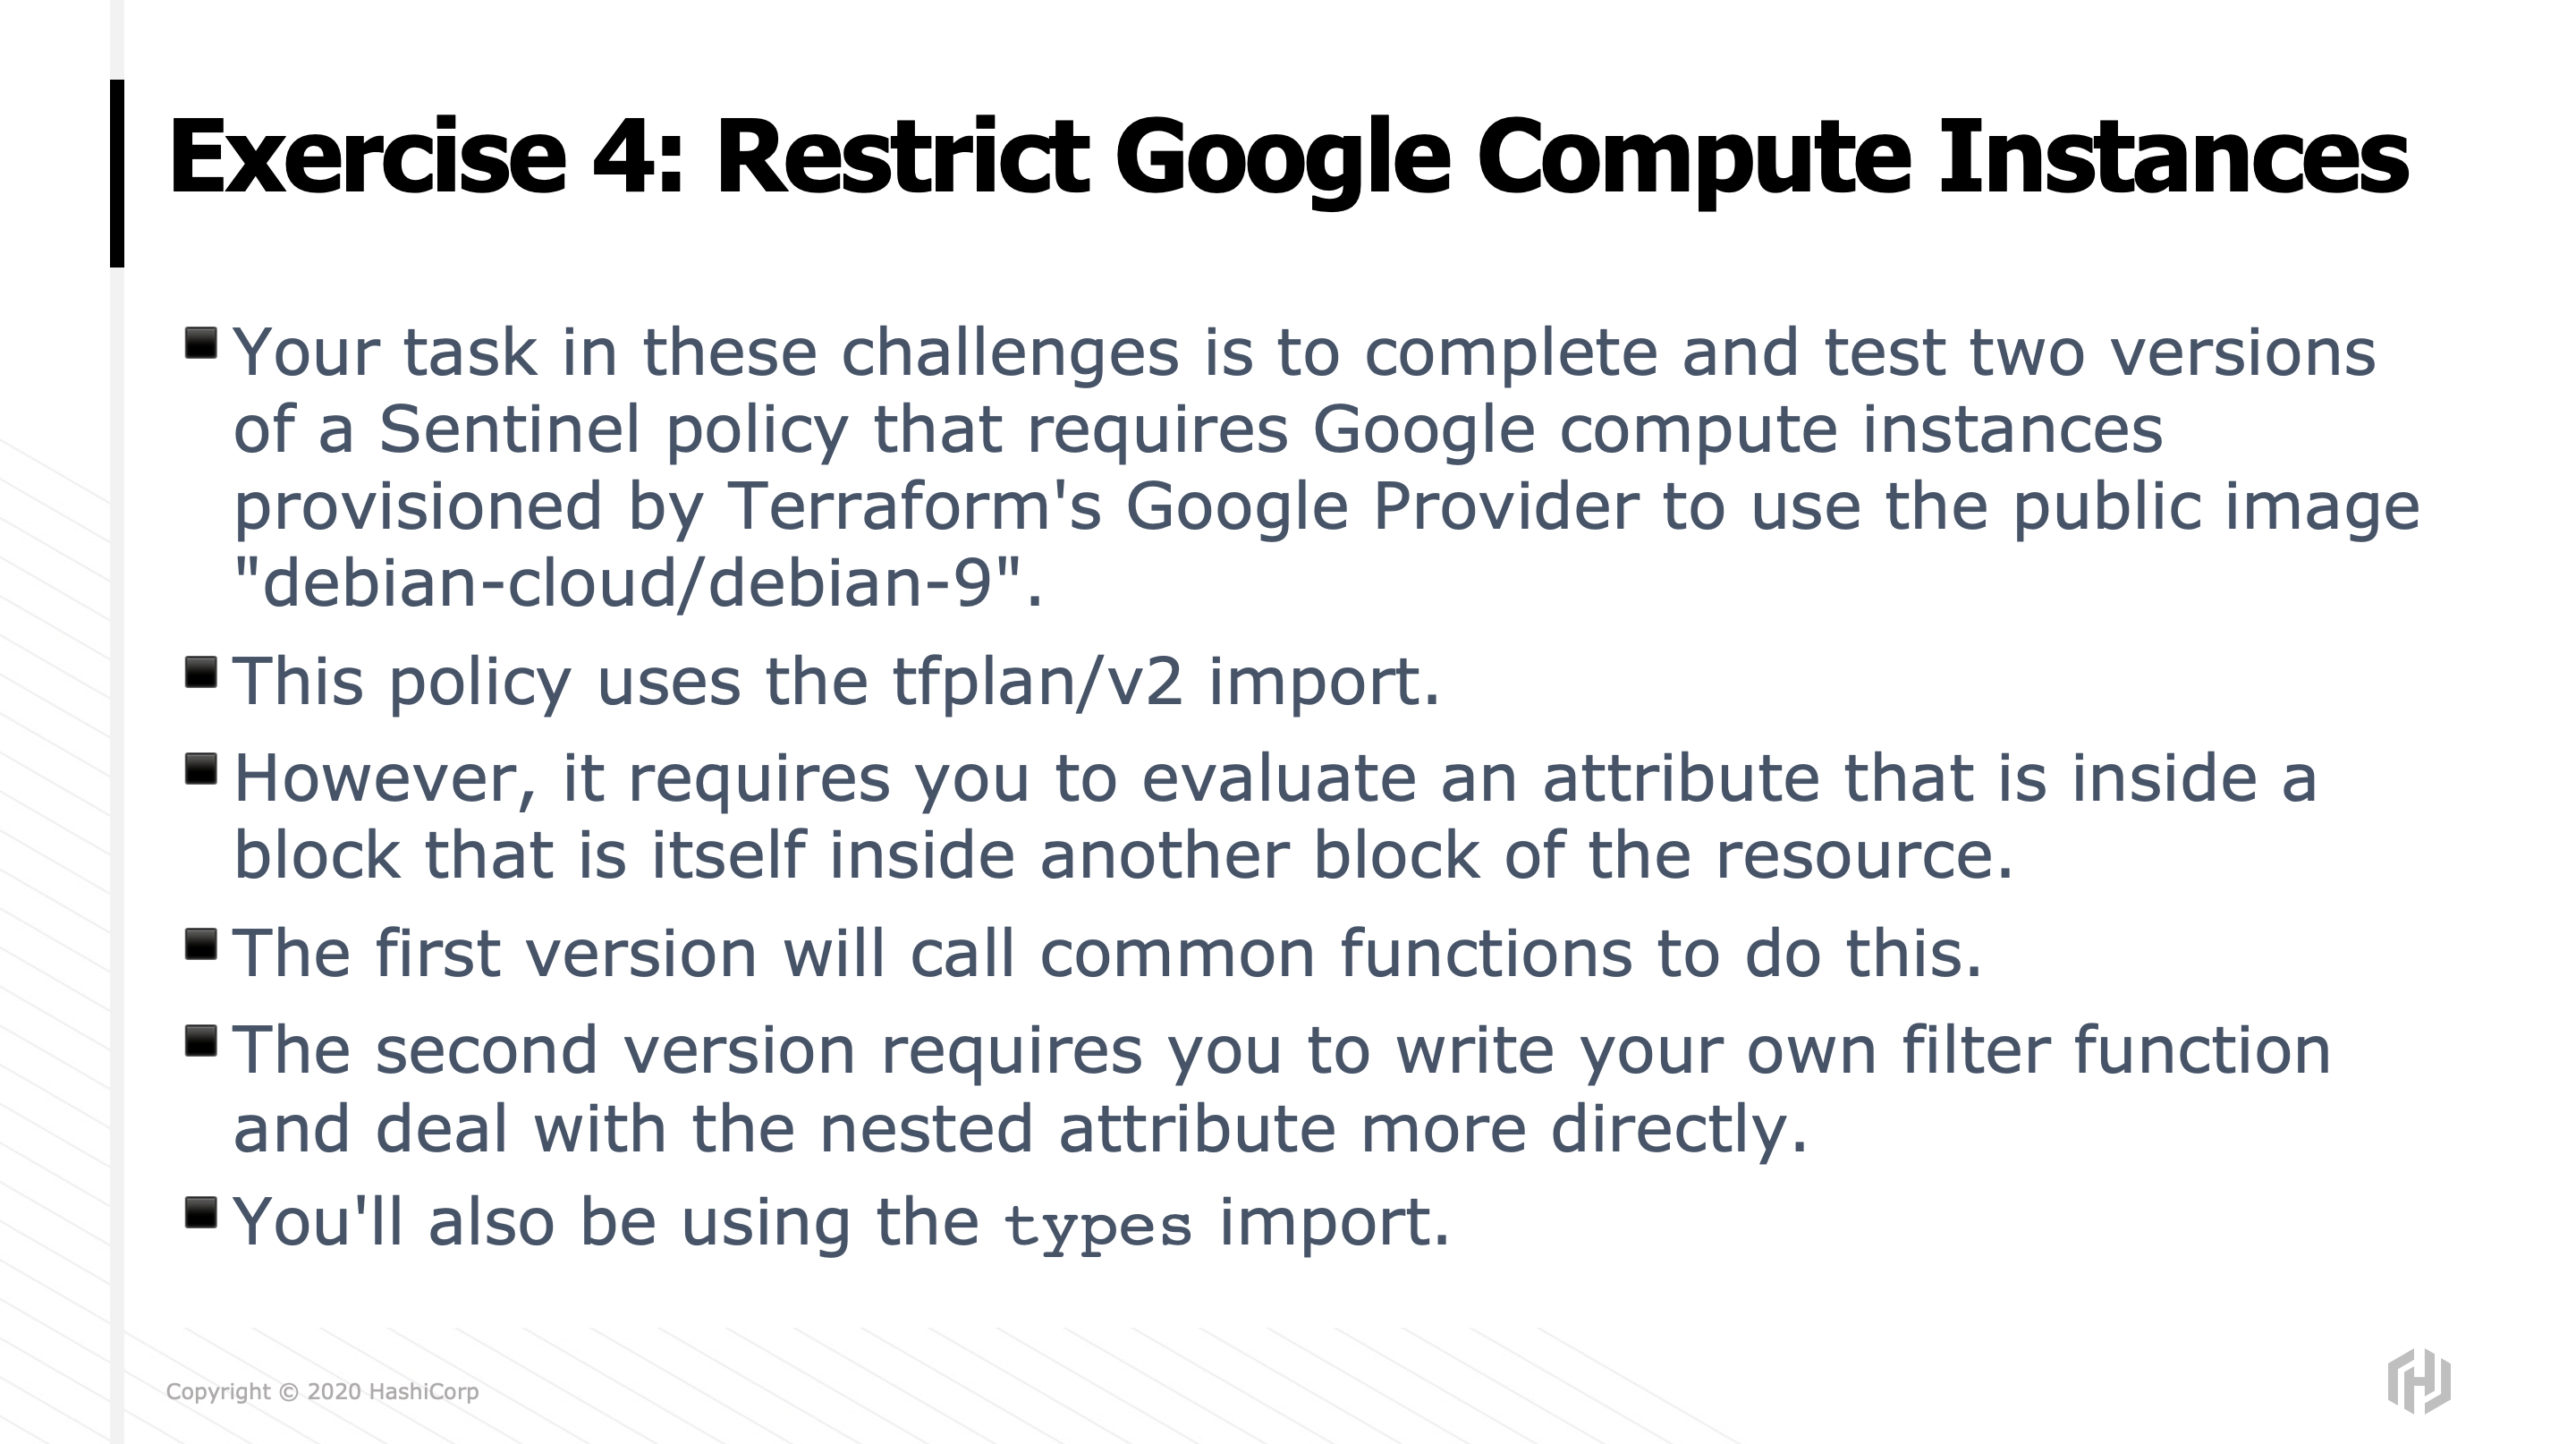 Exercise 4: Restrict Google Compute Instances
Your task in these challenges is to complete and test two versions
of a Sentinel policy that requires Google compute instances
provisioned by Terraform's Google Provider to use the public image
"debian-cloud/debian-9".
This policy uses the tfplan/v2 import.
However, it requires you to evaluate an attribute that is inside a
block that is itself inside another block of the resource.
The first version will call common functions to do this.
The second version requires you to write your own filter function
and deal with the nested attribute more directly.
You'll also be using the types import.
Copyright © 2020 HashiCorp